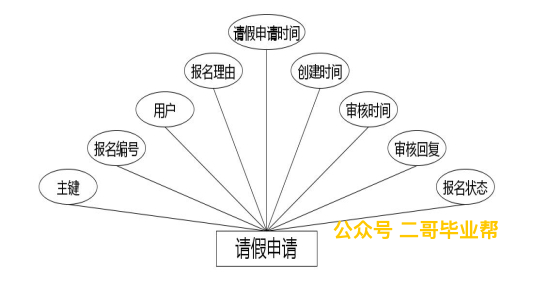 请假申请时间
报名理由
创建时间
用户
审核时间
报名编号
审核回复
主键
报名状态
公众号 二哥毕业帮
请假申请